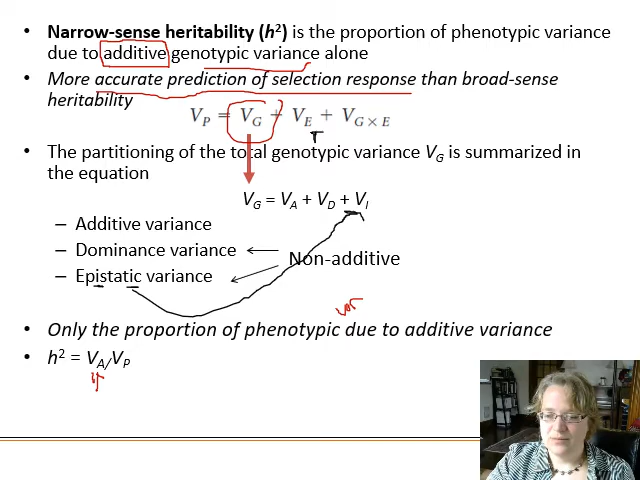 • Narrow-sense heritability (h²) is the proportion of phenotypic variance
due to additive genotypic variance alone
• More accurate prediction of selection response than broad-sense
heritability
V_P = V_G + V_E + V_G×E
• The partitioning of the total genotypic variance V_G is summarized in
the equation
V_G = V_A + V_D + V_I
– Additive variance
– Dominance variance
Non-additive
– Epistatic variance
var
• Only the proportion of phenotypic due to additive variance
• h² = V_A/V_P